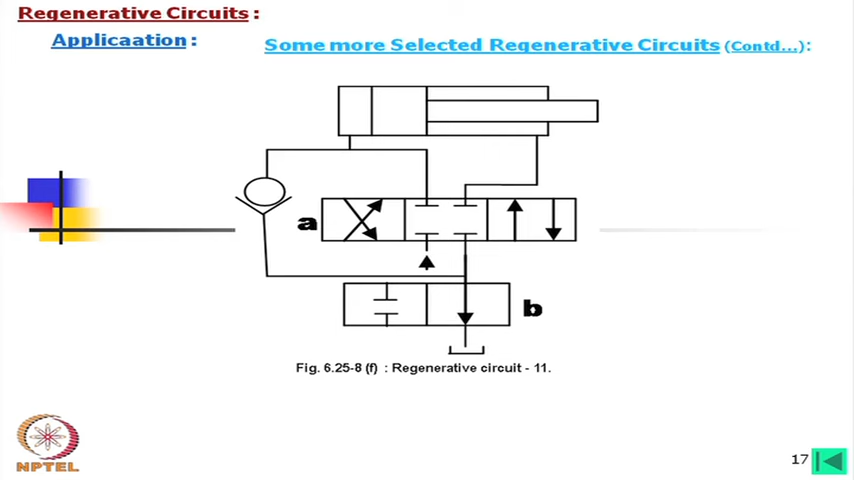 Regenerative Circuits :
Applicaation :
Some more Selected Regenerative Circuits (Contd...):
a
b
Fig. 6.25-8 (f) : Regenerative circuit - 11.
NPTEL
17